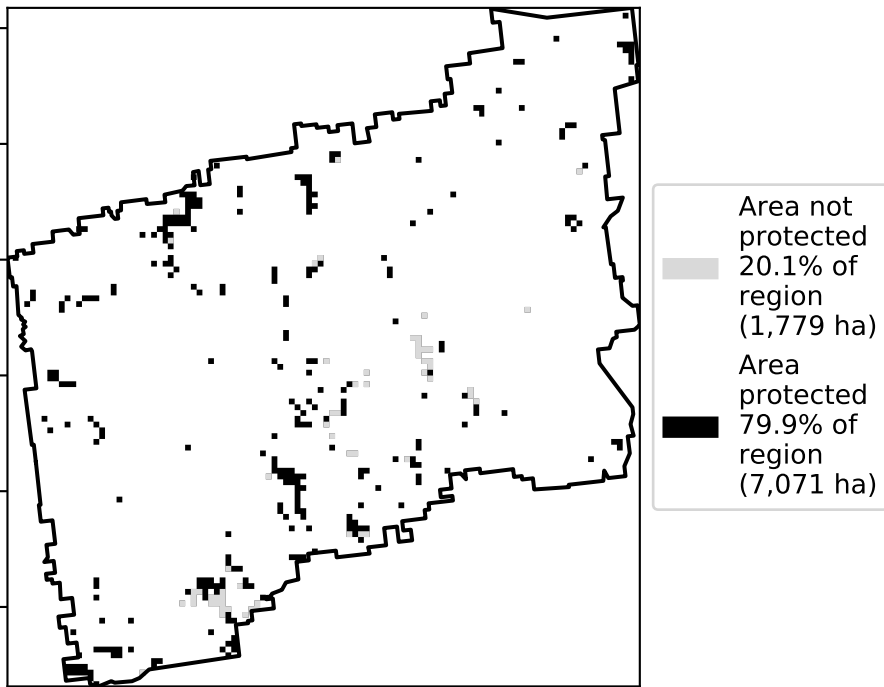 Area not
protected
20.1% of
region
(1,779 ha)
Area
protected
79.9% of
region
(7,071 ha)